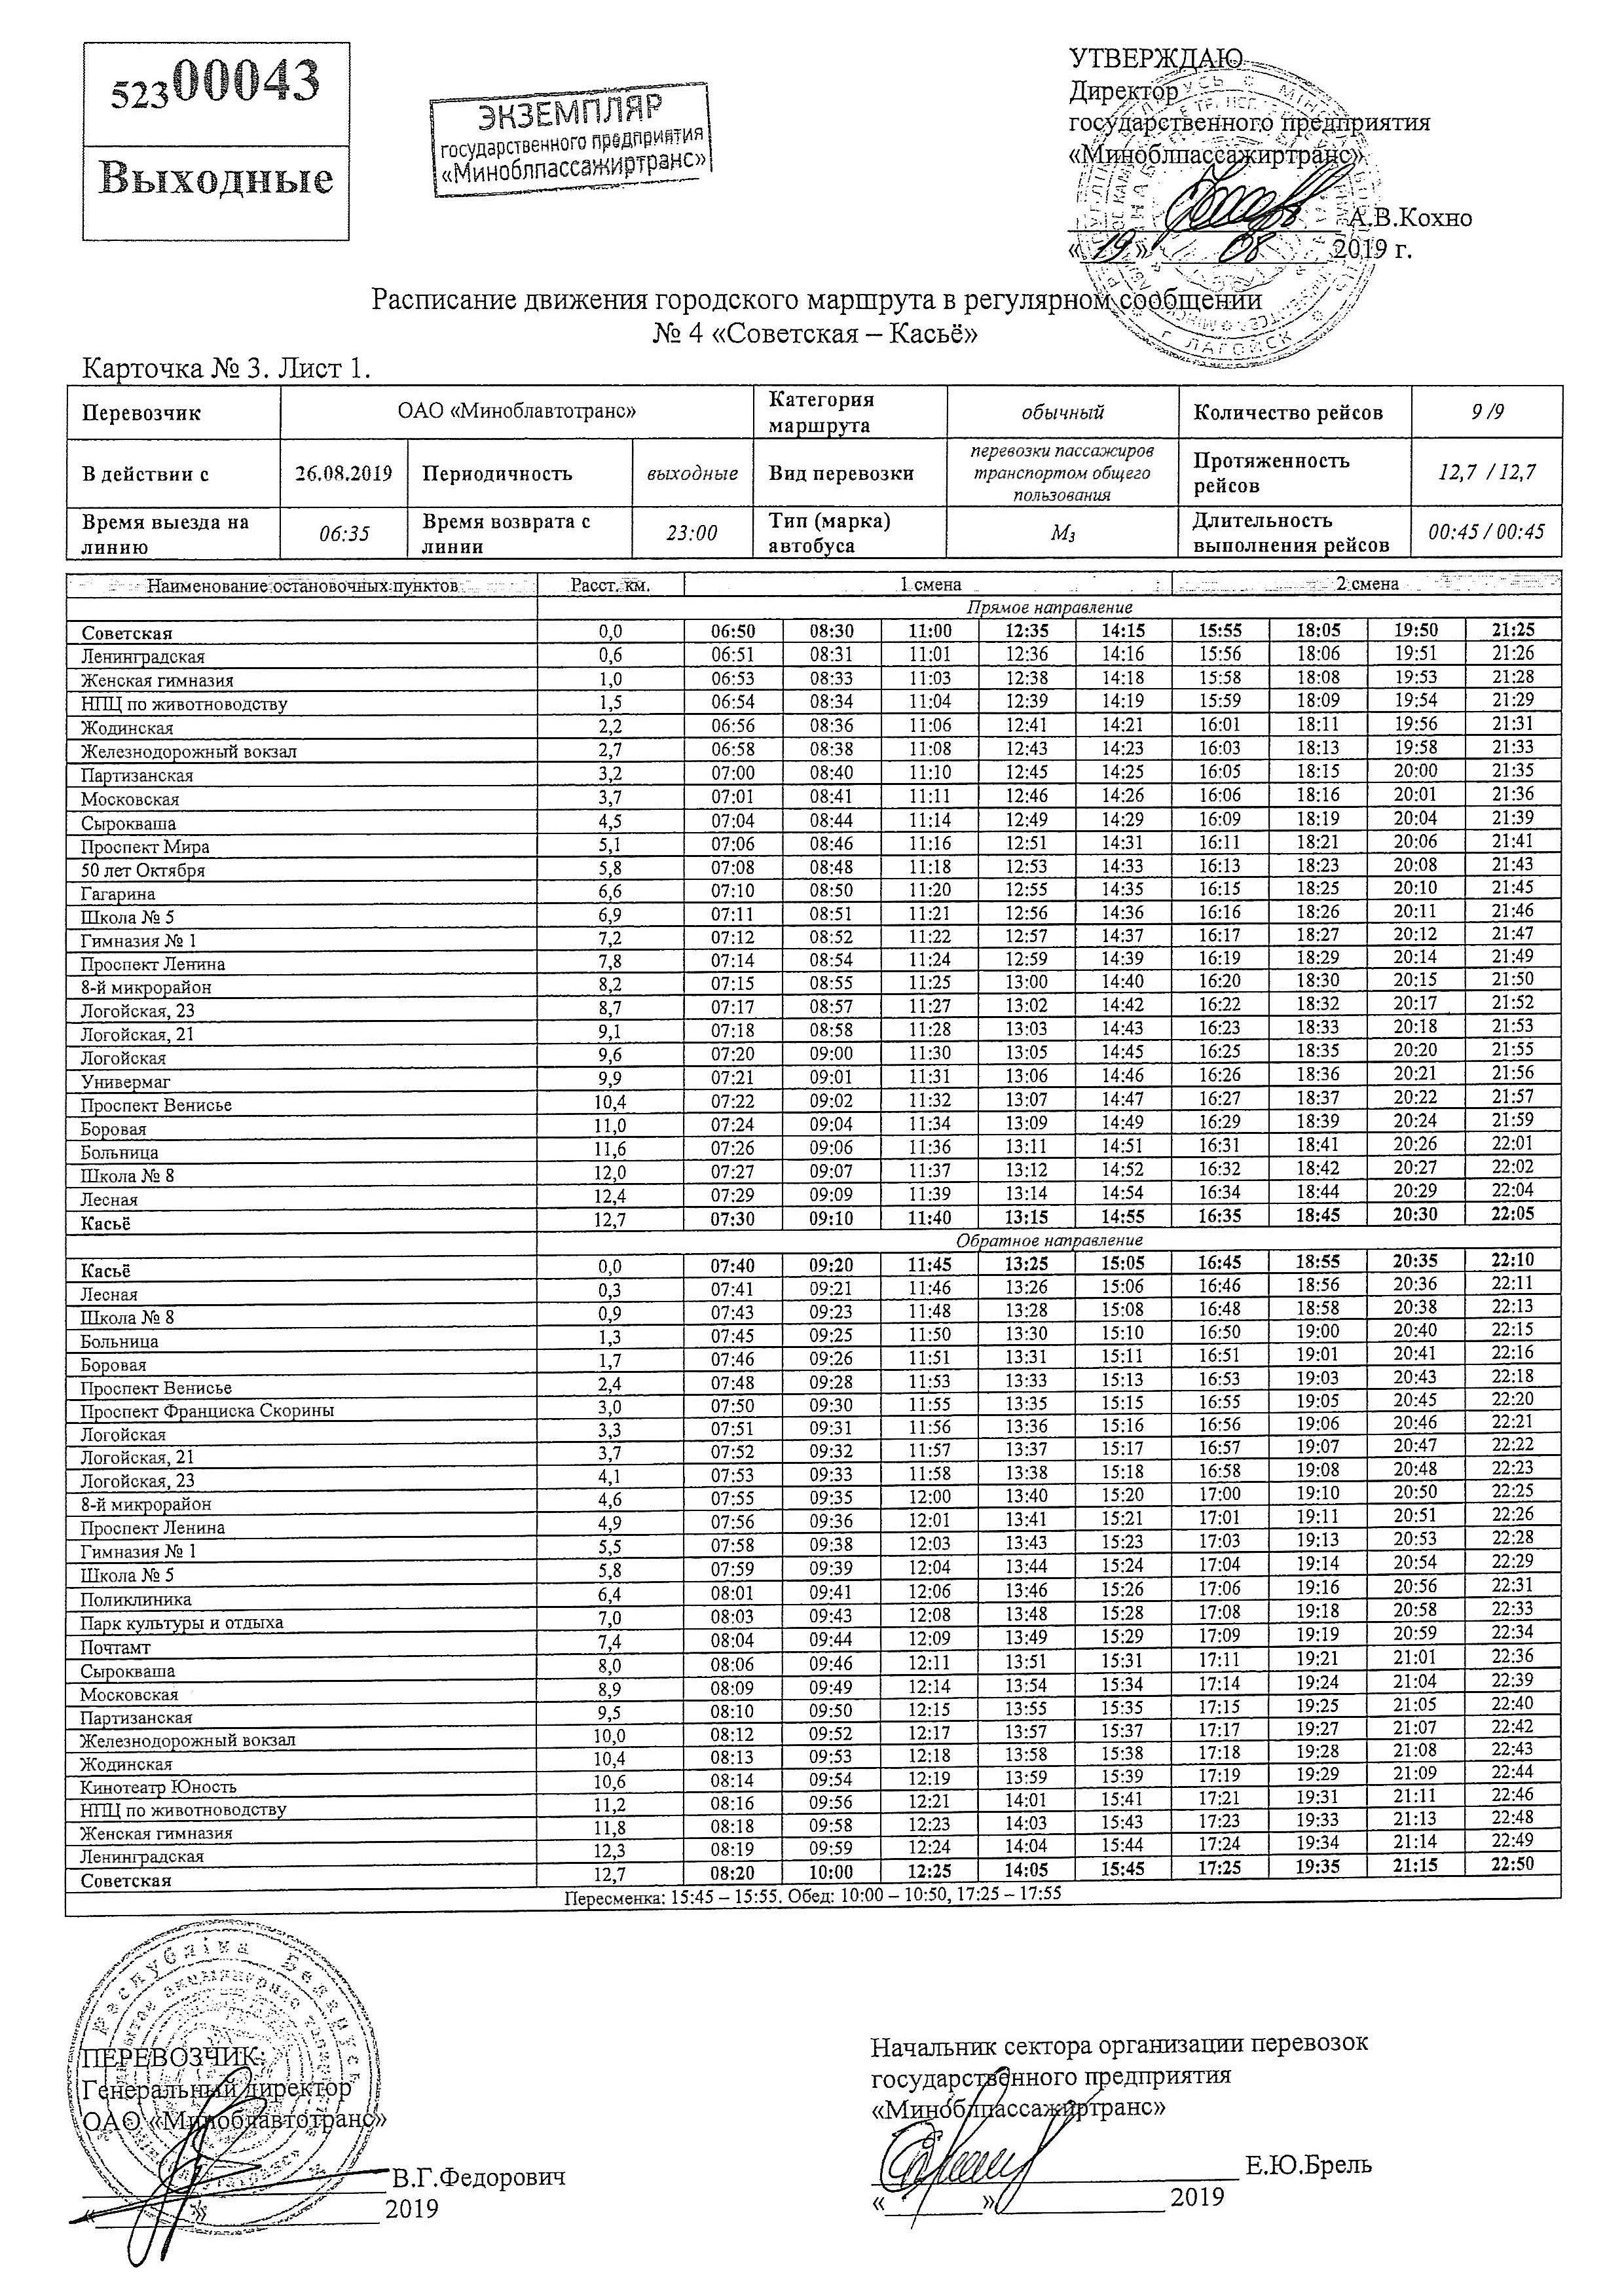 52300043
Выходные
ЭКЗЕМПЛЯР
государственного предприятия
«Миноблпассажиртранс»
УТВЕРЖДАЮ
Директор
государственного предприятия
«Миноблпассажиртранс»
А.В.Кохно
«19» 08 2019 г.
Расписание движения городского маршрута в регулярном сообщении
№ 4 «Советская – Касьё»
Карточка № 3. Лист 1.
Перевозчик ОАО «Миноблавтотранс» Категория маршрута обычный Количество рейсов 9 /9
В действии с 26.08.2019 Периодичность выходные Вид перевозки перевозки пассажиров транспортом общего пользования Протяженность рейсов 12,7 / 12,7
Время выезда на линию 06:35 Время возврата с линии 23:00 Тип (марка) автобуса М3 Длительность выполнения рейсов 00:45 / 00:45
Наименование остановочных пунктов Расст. км. 1 смена 2 смена
Прямое направление
Советская 0,0 06:50 08:30 11:00 12:35 14:15 15:55 18:05 19:50 21:25
Ленинградская 0,6 06:51 08:31 11:01 12:36 14:16 15:56 18:06 19:51 21:26
Женская гимназия 1,0 06:53 08:33 11:03 12:38 14:18 15:58 18:08 19:53 21:28
НПЦ по животноводству 1,5 06:54 08:34 11:04 12:39 14:19 15:59 18:09 19:54 21:29
Жодинская 2,2 06:56 08:36 11:06 12:41 14:21 16:01 18:11 19:56 21:31
Железнодорожный вокзал 2,7 06:58 08:38 11:08 12:43 14:23 16:03 18:13 19:58 21:33
Партизанская 3,2 07:00 08:40 11:10 12:45 14:25 16:05 18:15 20:00 21:35
Московская 3,7 07:01 08:41 11:11 12:46 14:26 16:06 18:16 20:01 21:36
Сырокваша 4,5 07:04 08:44 11:14 12:49 14:29 16:09 18:19 20:04 21:39
Проспект Мира 5,1 07:06 08:46 11:16 12:51 14:31 16:11 18:21 20:06 21:41
50 лет Октября 5,8 07:08 08:48 11:18 12:53 14:33 16:13 18:23 20:08 21:43
Гагарина 6,6 07:10 08:50 11:20 12:55 14:35 16:15 18:25 20:10 21:45
Школа № 5 6,9 07:11 08:51 11:21 12:56 14:36 16:16 18:26 20:11 21:46
Гимназия № 1 7,2 07:12 08:52 11:22 12:57 14:37 16:17 18:27 20:12 21:47
Проспект Ленина 7,8 07:14 08:54 11:24 12:59 14:39 16:19 18:29 20:14 21:49
8-й микрорайон 8,2 07:15 08:55 11:25 13:00 14:40 16:20 18:30 20:15 21:50
Логойская, 23 8,7 07:17 08:57 11:27 13:02 14:42 16:22 18:32 20:17 21:52
Логойская, 21 9,1 07:18 08:58 11:28 13:03 14:43 16:23 18:33 20:18 21:53
Логойская 9,6 07:20 09:00 11:30 13:05 14:45 16:25 18:35 20:20 21:55
Универмаг 9,9 07:21 09:01 11:31 13:06 14:46 16:26 18:36 20:21 21:56
Проспект Венисье 10,4 07:22 09:02 11:32 13:07 14:47 16:27 18:37 20:22 21:57
Боровая 11,0 07:24 09:04 11:34 13:09 14:49 16:29 18:39 20:24 21:59
Больница 11,6 07:26 09:06 11:36 13:11 14:51 16:31 18:41 20:26 22:01
Школа № 8 12,0 07:27 09:07 11:37 13:12 14:52 16:32 18:42 20:27 22:02
Лесная 12,4 07:29 09:09 11:39 13:14 14:54 16:34 18:44 20:29 22:04
Касьё 12,7 07:30 09:10 11:40 13:15 14:55 16:35 18:45 20:30 22:05
Обратное направление
Касьё 0,0 07:40 09:20 11:45 13:25 15:05 16:45 18:55 20:35 22:10
Лесная 0,3 07:41 09:21 11:46 13:26 15:06 16:46 18:56 20:36 22:11
Школа № 8 0,9 07:43 09:23 11:48 13:28 15:08 16:48 18:58 20:38 22:13
Больница 1,3 07:45 09:25 11:50 13:30 15:10 16:50 19:00 20:40 22:15
Боровая 1,7 07:46 09:26 11:51 13:31 15:11 16:51 19:01 20:41 22:16
Проспект Венисье 2,4 07:48 09:28 11:53 13:33 15:13 16:53 19:03 20:43 22:18
Проспект Франциска Скорины 3,0 07:50 09:30 11:55 13:35 15:15 16:55 19:05 20:45 22:20
Логойская 3,3 07:51 09:31 11:56 13:36 15:16 16:56 19:06 20:46 22:21
Логойская, 21 3,7 07:52 09:32 11:57 13:37 15:17 16:57 19:07 20:47 22:22
Логойская, 23 4,1 07:53 09:33 11:58 13:38 15:18 16:58 19:08 20:48 22:23
8-й микрорайон 4,6 07:55 09:35 12:00 13:40 15:20 17:00 19:10 20:50 22:25
Проспект Ленина 4,9 07:56 09:36 12:01 13:41 15:21 17:01 19:11 20:51 22:26
Гимназия № 1 5,5 07:58 09:38 12:03 13:43 15:23 17:03 19:13 20:53 22:28
Школа № 5 5,8 07:59 09:39 12:04 13:44 15:24 17:04 19:14 20:54 22:29
Поликлиника 6,4 08:01 09:41 12:06 13:46 15:26 17:06 19:16 20:56 22:31
Парк культуры и отдыха 7,0 08:03 09:43 12:08 13:48 15:28 17:08 19:18 20:58 22:33
Почтамт 7,4 08:04 09:44 12:09 13:49 15:29 17:09 19:19 20:59 22:34
Сырокваша 8,0 08:06 09:46 12:11 13:51 15:31 17:11 19:21 21:01 22:36
Московская 8,9 08:09 09:49 12:14 13:54 15:34 17:14 19:24 21:04 22:39
Партизанская 9,5 08:10 09:50 12:15 13:55 15:35 17:15 19:25 21:05 22:40
Железнодорожный вокзал 10,0 08:12 09:52 12:17 13:57 15:37 17:17 19:27 21:07 22:42
Жодинская 10,4 08:13 09:53 12:18 13:58 15:38 17:18 19:28 21:08 22:43
Кинотеатр Юность 10,6 08:14 09:54 12:19 13:59 15:39 17:19 19:29 21:09 22:44
НПЦ по животноводству 11,2 08:16 09:56 12:21 14:01 15:41 17:21 19:31 21:11 22:46
Женская гимназия 11,8 08:18 09:58 12:23 14:03 15:43 17:23 19:33 21:13 22:48
Ленинградская 12,3 08:19 09:59 12:24 14:04 15:44 17:24 19:34 21:14 22:49
Советская 12,7 08:20 10:00 12:25 14:05 15:45 17:25 19:35 21:15 22:50
Пересменка: 15:45 – 15:55. Обед: 10:00 – 10:50, 17:25 – 17:55
Рэспубліка Беларусь
ПЕРЕВОЗЧИК:
Генеральный директор
ОАО «Миноблавтотранс»
В.Г.Федорович
« » 2019
Начальник сектора организации перевозок
государственного предприятия
«Миноблпассажиртранс»
Е.Ю.Брель
« » 2019